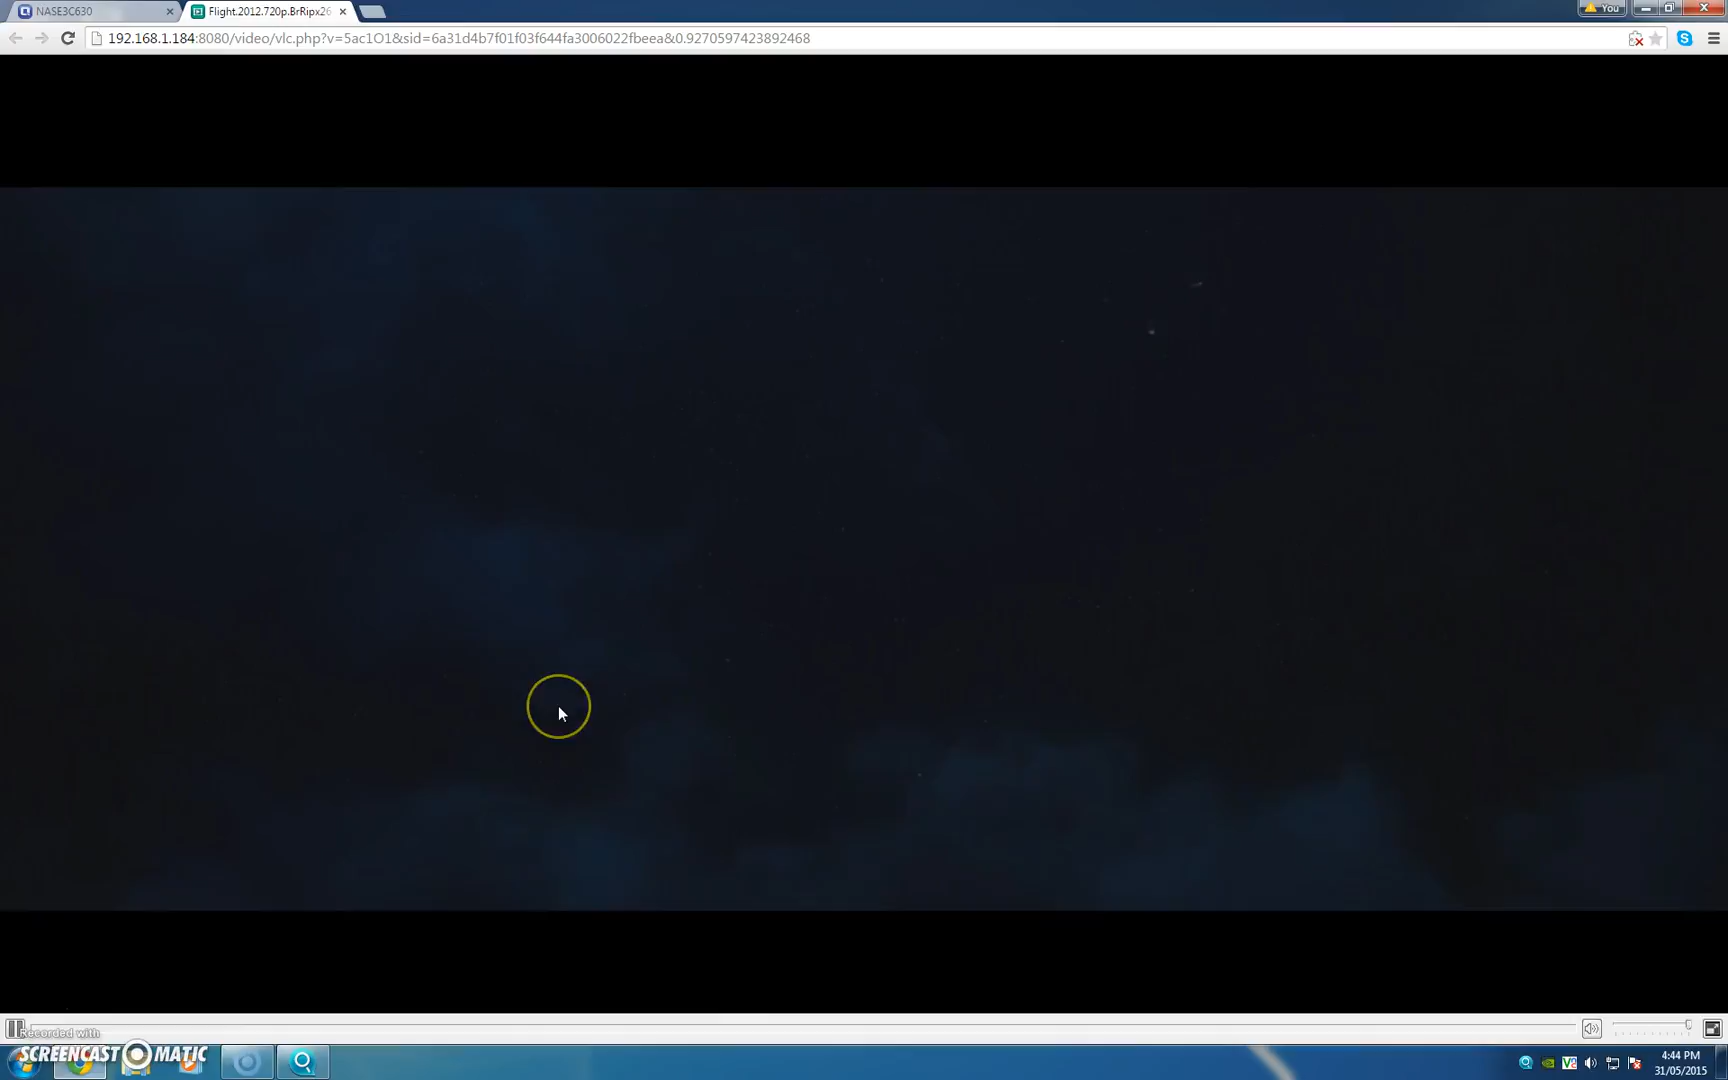 NASE3C630
Flight.2012.720p.BrRipx26
You
192.168.1.184:8080/video/vlc.php?v=5ac1O1&sid=6a31d4b7f01f03f644fa3006022fbeea&0.9270597423892468
Recorded with
SCREENCAST MATIC
4:44 PM
31/05/2015